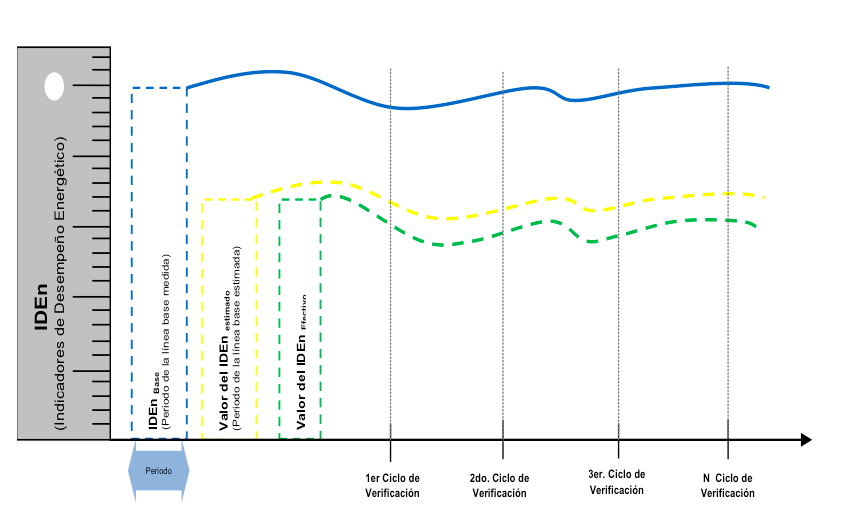 IDEn
(Indicadores de Desempeño Energético)
IDEn Base
(Periodo de la línea base medida)
Valor del IDEn estimado
(Periodo de la línea base estimada)
Valor del IDEn Efectivo
Periodo
1er Ciclo de
Verificación
2do. Ciclo de
Verificación
3er. Ciclo de
Verificación
N Ciclo de
Verificación